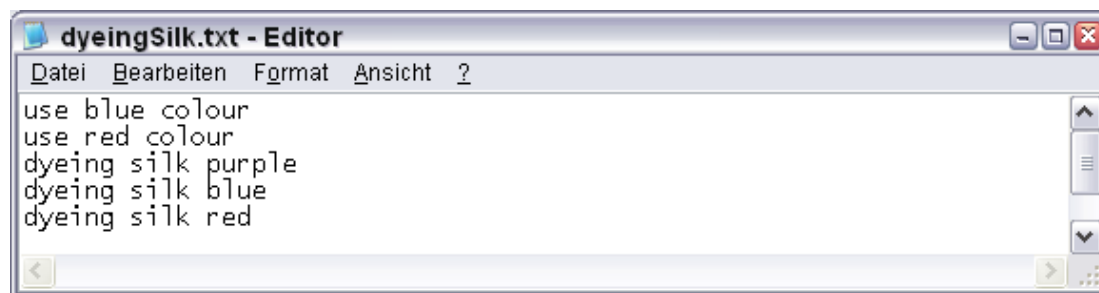 dyeingSilk.txt - Editor
Datei Bearbeiten Format Ansicht ?
use blue colour
use red colour
dyeing silk purple
dyeing silk blue
dyeing silk red